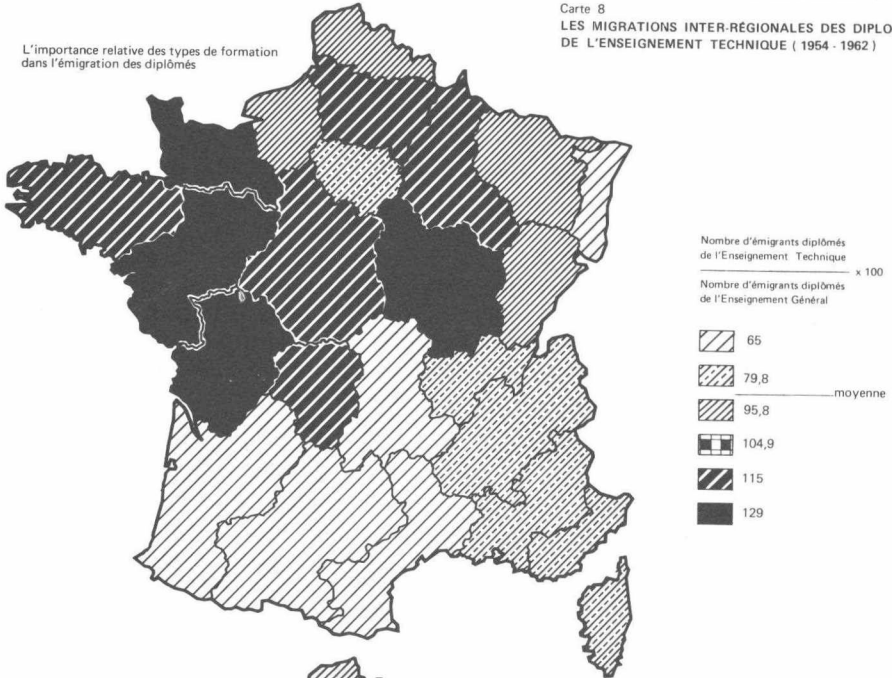 Carte 8
LES MIGRATIONS INTER-RÉGIONALES DES DIPLO
DE L'ENSEIGNEMENT TECHNIQUE ( 1954 - 1962 )
L'importance relative des types de formation
dans l'émigration des diplômés
Nombre d'émigrants diplômés
de l'Enseignement Technique
x 100
Nombre d'émigrants diplômés
de l'Enseignement Général
65
79,8
moyenne
95,8
104,9
115
129